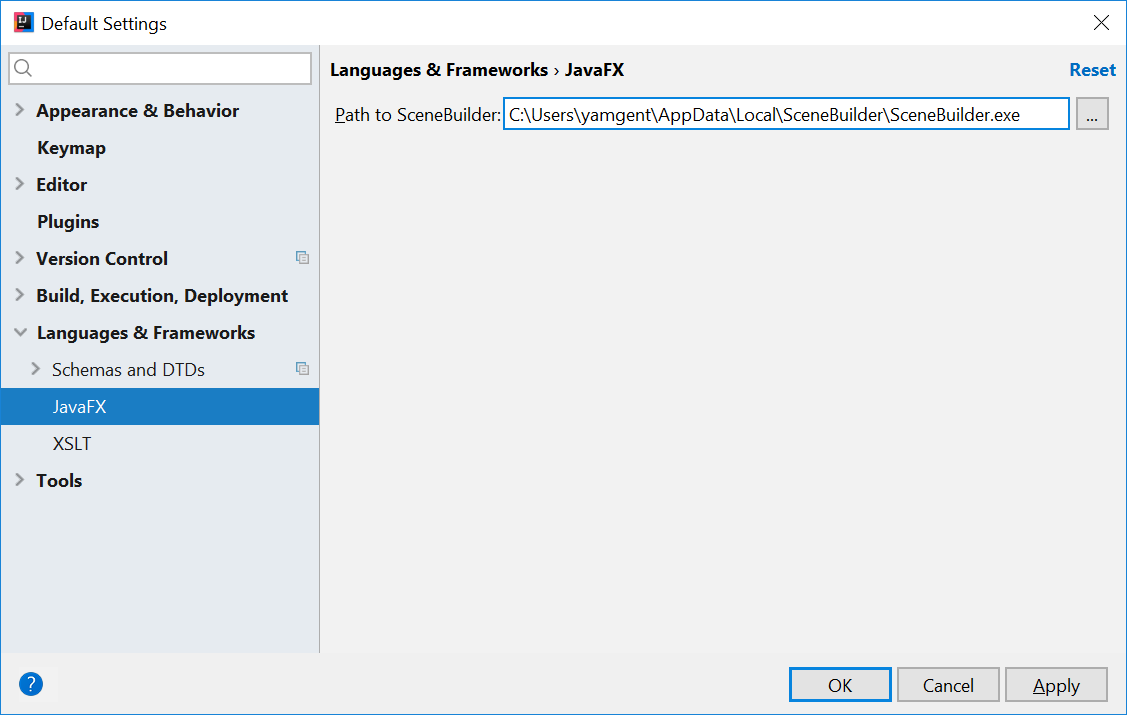 Default Settings
Languages & Frameworks › JavaFX
Reset
Appearance & Behavior
Path to SceneBuilder: C:\Users\yamgent\AppData\Local\SceneBuilder\SceneBuilder.exe
...
Keymap
Editor
Plugins
Version Control
Build, Execution, Deployment
Languages & Frameworks
Schemas and DTDs
JavaFX
XSLT
Tools
?
OK
Cancel
Apply